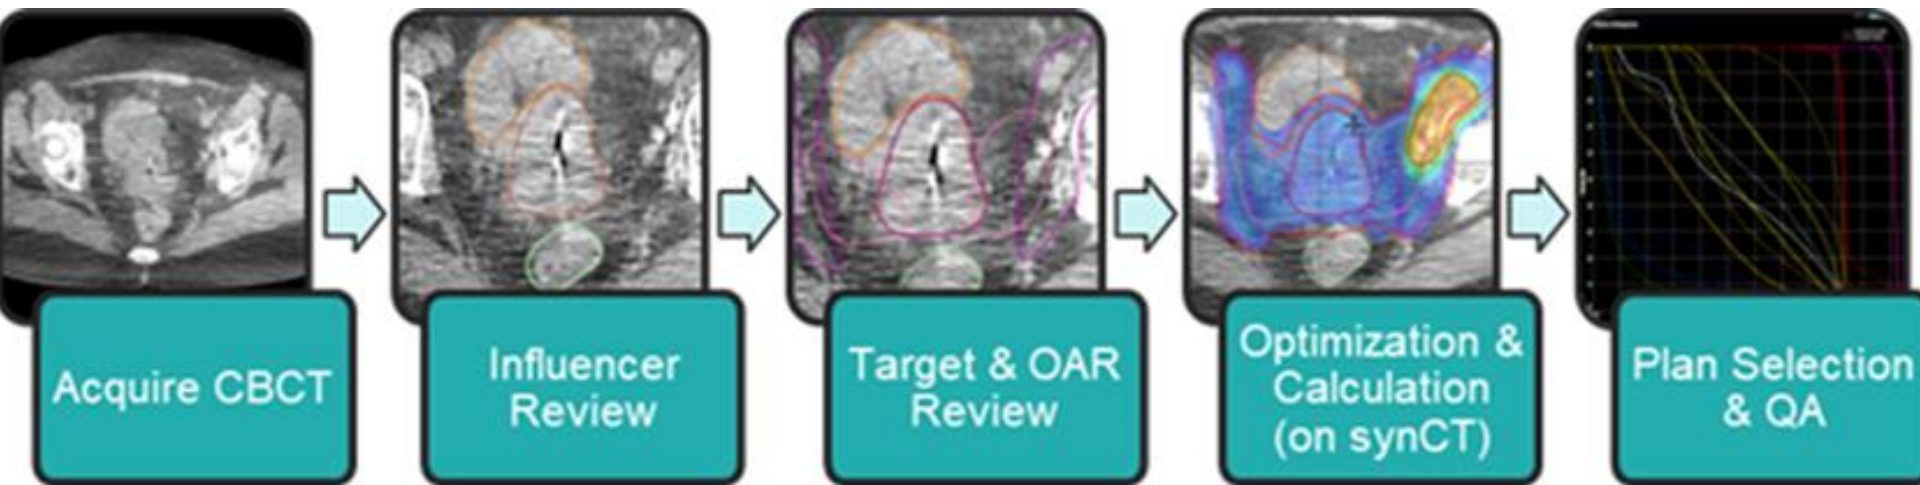 Acquire CBCT
Influencer
Review
Target & OAR
Review
Optimization &
Calculation
(on synCT)
Plan Selection
& QA